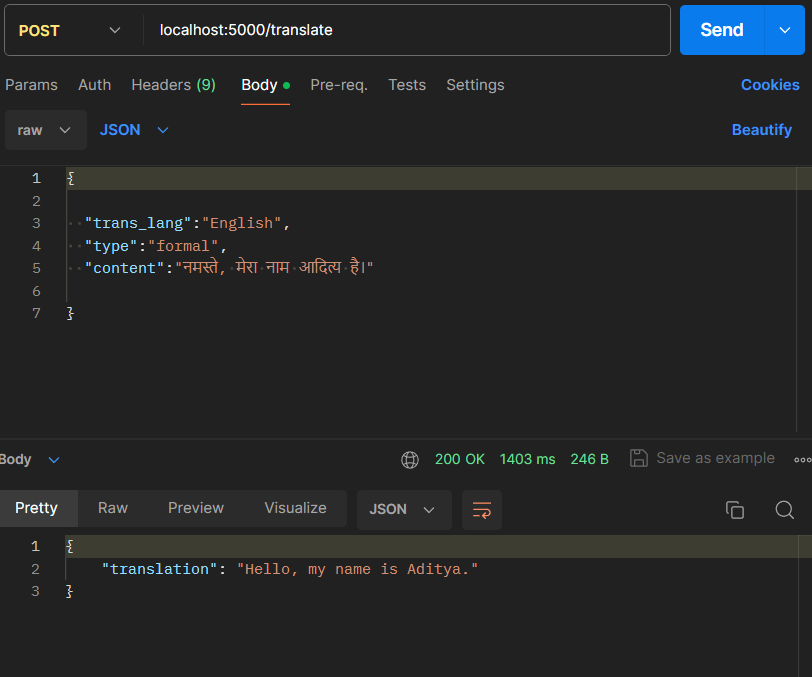 POST localhost:5000/translate Send
Params Auth Headers (9) Body Pre-req. Tests Settings Cookies
raw JSON Beautify
1 {
2
3 "trans_lang":"English",
4 "type":"formal",
5 "content":"नमस्ते, मेरा नाम आदित्य है।"
6
7 }
Body 200 OK 1403 ms 246 B Save as example
Pretty Raw Preview Visualize JSON
1 {
2 "translation": "Hello, my name is Aditya."
3 }